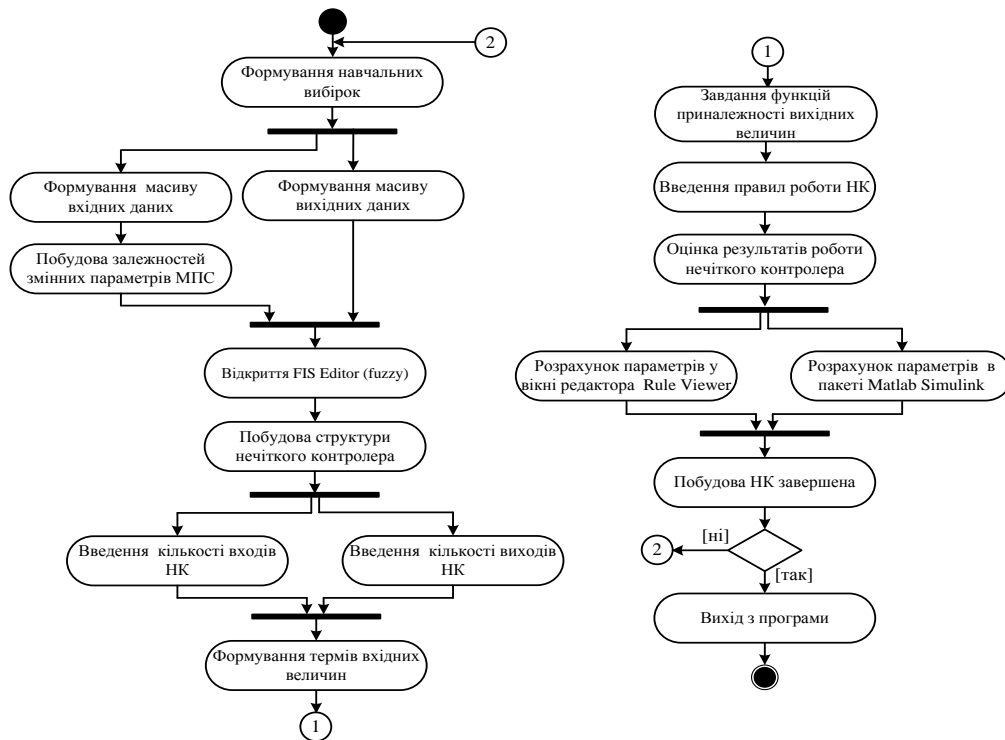 2
Формування навчальних
вибірок
Формування масиву
вхідних даних
Формування масиву
вихідних даних
Побудова залежностей
змінних параметрів МПС
Відкриття FIS Editor (fuzzy)
Побудова структури
нечіткого контролера
Введення кількості входів
НК
Введення кількості виходів
НК
Формування термів вхідних
величин
1
1
Завдання функцій
приналежності вихідних
величин
Введення правил роботи НК
Оцінка результатів роботи
нечіткого контролера
Розрахунок параметрів у
вікні редактора Rule Viewer
Розрахунок параметрів в
пакеті Matlab Simulink
Побудова НК завершена
[ні]
2
[так]
Вихід з програми